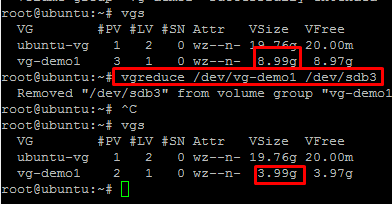 root@ubuntu:~# vgs
VG #PV #LV #SN Attr VSize VFree
ubuntu-vg 1 2 0 wz--n- 19.76g 20.00m
vg-demo1 3 1 0 wz--n- 8.99g 8.97g
root@ubuntu:~# vgreduce /dev/vg-demo1 /dev/sdb3
Removed "/dev/sdb3" from volume group "vg-demo1
root@ubuntu:~# ^C
root@ubuntu:~# vgs
VG #PV #LV #SN Attr VSize VFree
ubuntu-vg 1 2 0 wz--n- 19.76g 20.00m
vg-demo1 2 1 0 wz--n- 3.99g 3.97g
root@ubuntu:~#